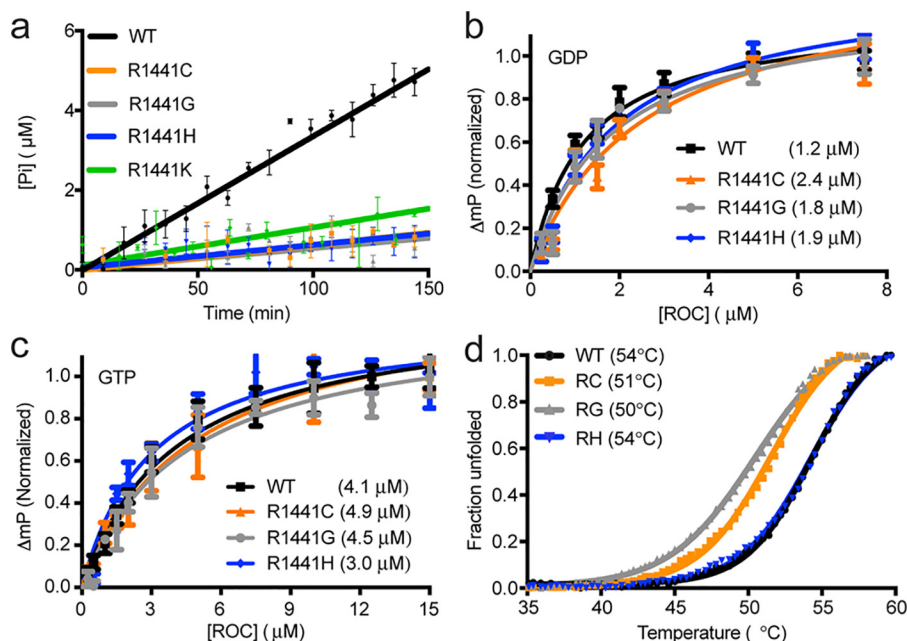 a
WT
R1441C
R1441G
R1441H
R1441K
[Pi] ( μM)
6
4
2
0
0
50
100
150
Time (min)
b
GDP
ΔmP (normalized)
1.0
0.8
0.6
0.4
0.2
0.0
WT (1.2 μM)
R1441C (2.4 μM)
R1441G (1.8 μM)
R1441H (1.9 μM)
0
2
4
6
8
[ROC] ( μM)
c
GTP
ΔmP (Normalized)
1.0
0.8
0.6
0.4
0.2
0.0
WT (4.1 μM)
R1441C (4.9 μM)
R1441G (4.5 μM)
R1441H (3.0 μM)
0
3
6
9
12
15
[ROC] ( μM)
d
WT (54°C)
RC (51°C)
RG (50°C)
RH (54°C)
Fraction unfolded
1.0
0.8
0.6
0.4
0.2
0.0
35
40
45
50
55
60
Temperature ( °C)